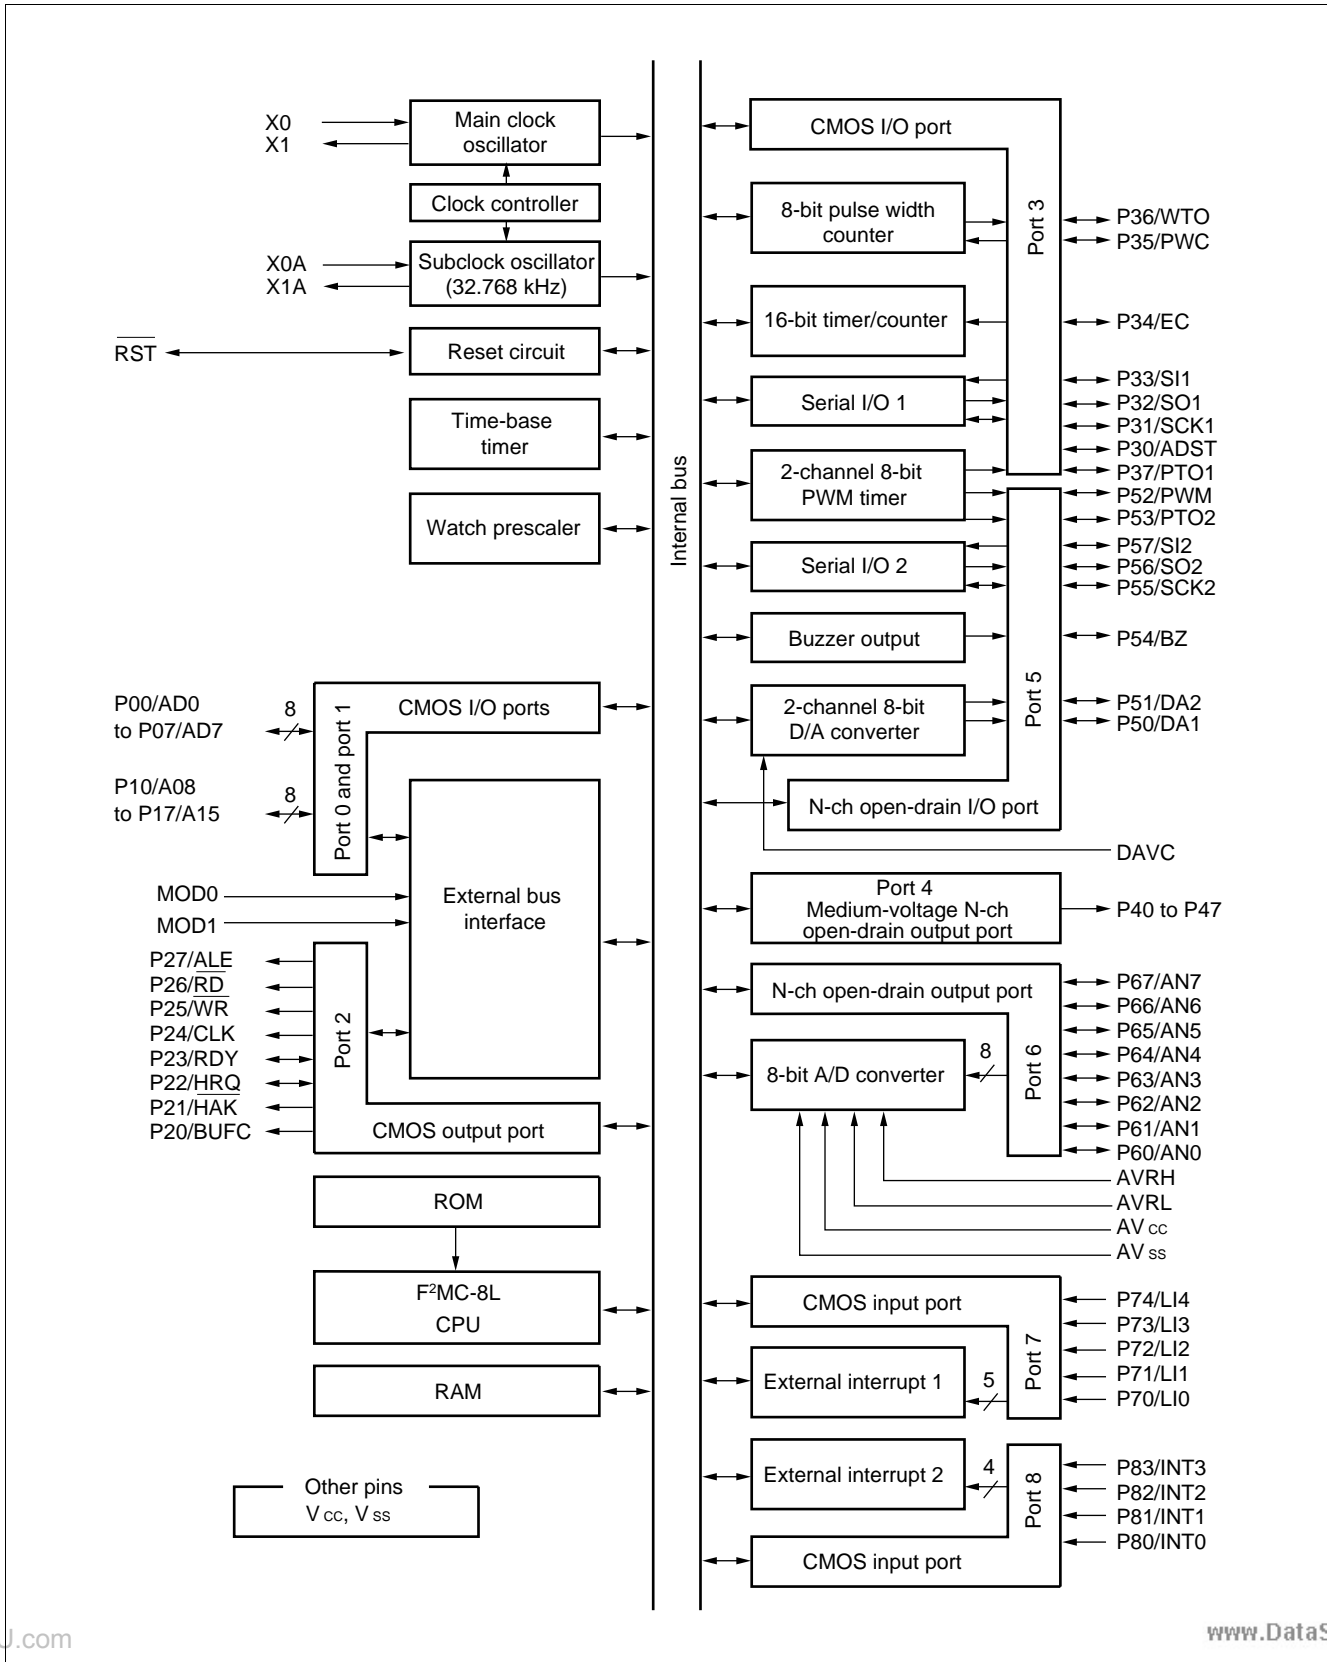 X0
X1
Main clock
oscillator
Clock controller
X0A
X1A
Subclock oscillator
(32.768 kHz)
RST
Reset circuit
Time-base
timer
Watch prescaler
P00/AD0
to P07/AD7
8
P10/A08
to P17/A15
8
Port 0 and port 1
CMOS I/O ports
MOD0
MOD1
External bus
interface
P27/ALE
P26/RD
P25/WR
P24/CLK
P23/RDY
P22/HRQ
P21/HAK
P20/BUFC
Port 2
CMOS output port
ROM
F²MC-8L
CPU
RAM
Other pins
VCC, VSS
Internal bus
CMOS I/O port
Port 3
8-bit pulse width
counter
P36/WTO
P35/PWC
16-bit timer/counter
P34/EC
Serial I/O 1
P33/SI1
P32/SO1
P31/SCK1
P30/ADST
2-channel 8-bit
PWM timer
P37/PTO1
P52/PWM
P53/PTO2
Serial I/O 2
P57/SI2
P56/SO2
P55/SCK2
Buzzer output
P54/BZ
Port 5
2-channel 8-bit
D/A converter
P51/DA2
P50/DA1
N-ch open-drain I/O port
DAVC
Port 4
Medium-voltage N-ch
open-drain output port
P40 to P47
N-ch open-drain output port
Port 6
8-bit A/D converter
8
P67/AN7
P66/AN6
P65/AN5
P64/AN4
P63/AN3
P62/AN2
P61/AN1
P60/AN0
AVRH
AVRL
AVCC
AVSS
CMOS input port
Port 7
External interrupt 1
5
P74/LI4
P73/LI3
P72/LI2
P71/LI1
P70/LI0
External interrupt 2
4
Port 8
P83/INT3
P82/INT2
P81/INT1
P80/INT0
CMOS input port
J.com
www.DataS